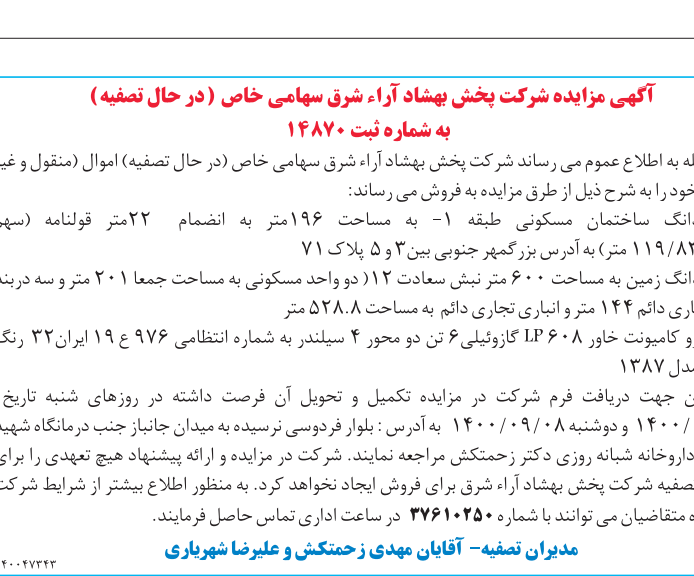 آگهی مزایده شرکت پخش بهشاد آراء شرق سهامی خاص (در حال تصفیه)
به شماره ثبت ۱۴۸۷۰
له به اطلاع عموم می رساند شرکت پخش بهشاد آراء شرق سهامی خاص (در حال تصفیه) اموال (منقول و غیر
خود را به شرح ذیل از طرق مزایده به فروش می رساند:
دانگ ساختمان مسکونی طبقه ۱- به مساحت ۱۹۶متر به انضمام ۲۲متر قولنامه (سهر
۱۱۹/۸۲ متر) به آدرس بزرگمهر جنوبی بین۳ و ۵ پلاک ۷۱
دانگ زمین به مساحت ۶۰۰ متر نبش سعادت ۱۲( دو واحد مسکونی به مساحت جمعا ۲۰۱ متر و سه دربند
اری دائم ۱۴۴ متر و انباری تجاری دائم به مساحت ۵۲۸.۸ متر
رو کامیونت خاور LP ۶۰۸ گازوئیلی۶ تن دو محور ۴ سیلندر به شماره انتظامی ۹۷۶ ع ۱۹ ایران۳۲ رنگ
مدل ۱۳۸۷
ن جهت دریافت فرم شرکت در مزایده تکمیل و تحویل آن فرصت داشته در روزهای شنبه تاریخ
۱۴۰۰/ و دوشنبه ۱۴۰۰/۰۹/۰۸ به آدرس : بلوار فردوسی نرسیده به میدان جانباز جنب درمانگاه شهید
داروخانه شبانه روزی دکتر زحمتکش مراجعه نمایند. شرکت در مزایده و ارائه پیشنهاد هیچ تعهدی را برای
تصفیه شرکت پخش بهشاد آراء شرق برای فروش ایجاد نخواهد کرد. به منظور اطلاع بیشتر از شرایط شرکت
ه متقاضیان می توانند با شماره ۳۷۶۱۰۲۵۰ در ساعت اداری تماس حاصل فرمایند.
مدیران تصفیه- آقایان مهدی زحمتکش و علیرضا شهریاری
۴۰۰۴۷۳۴۳